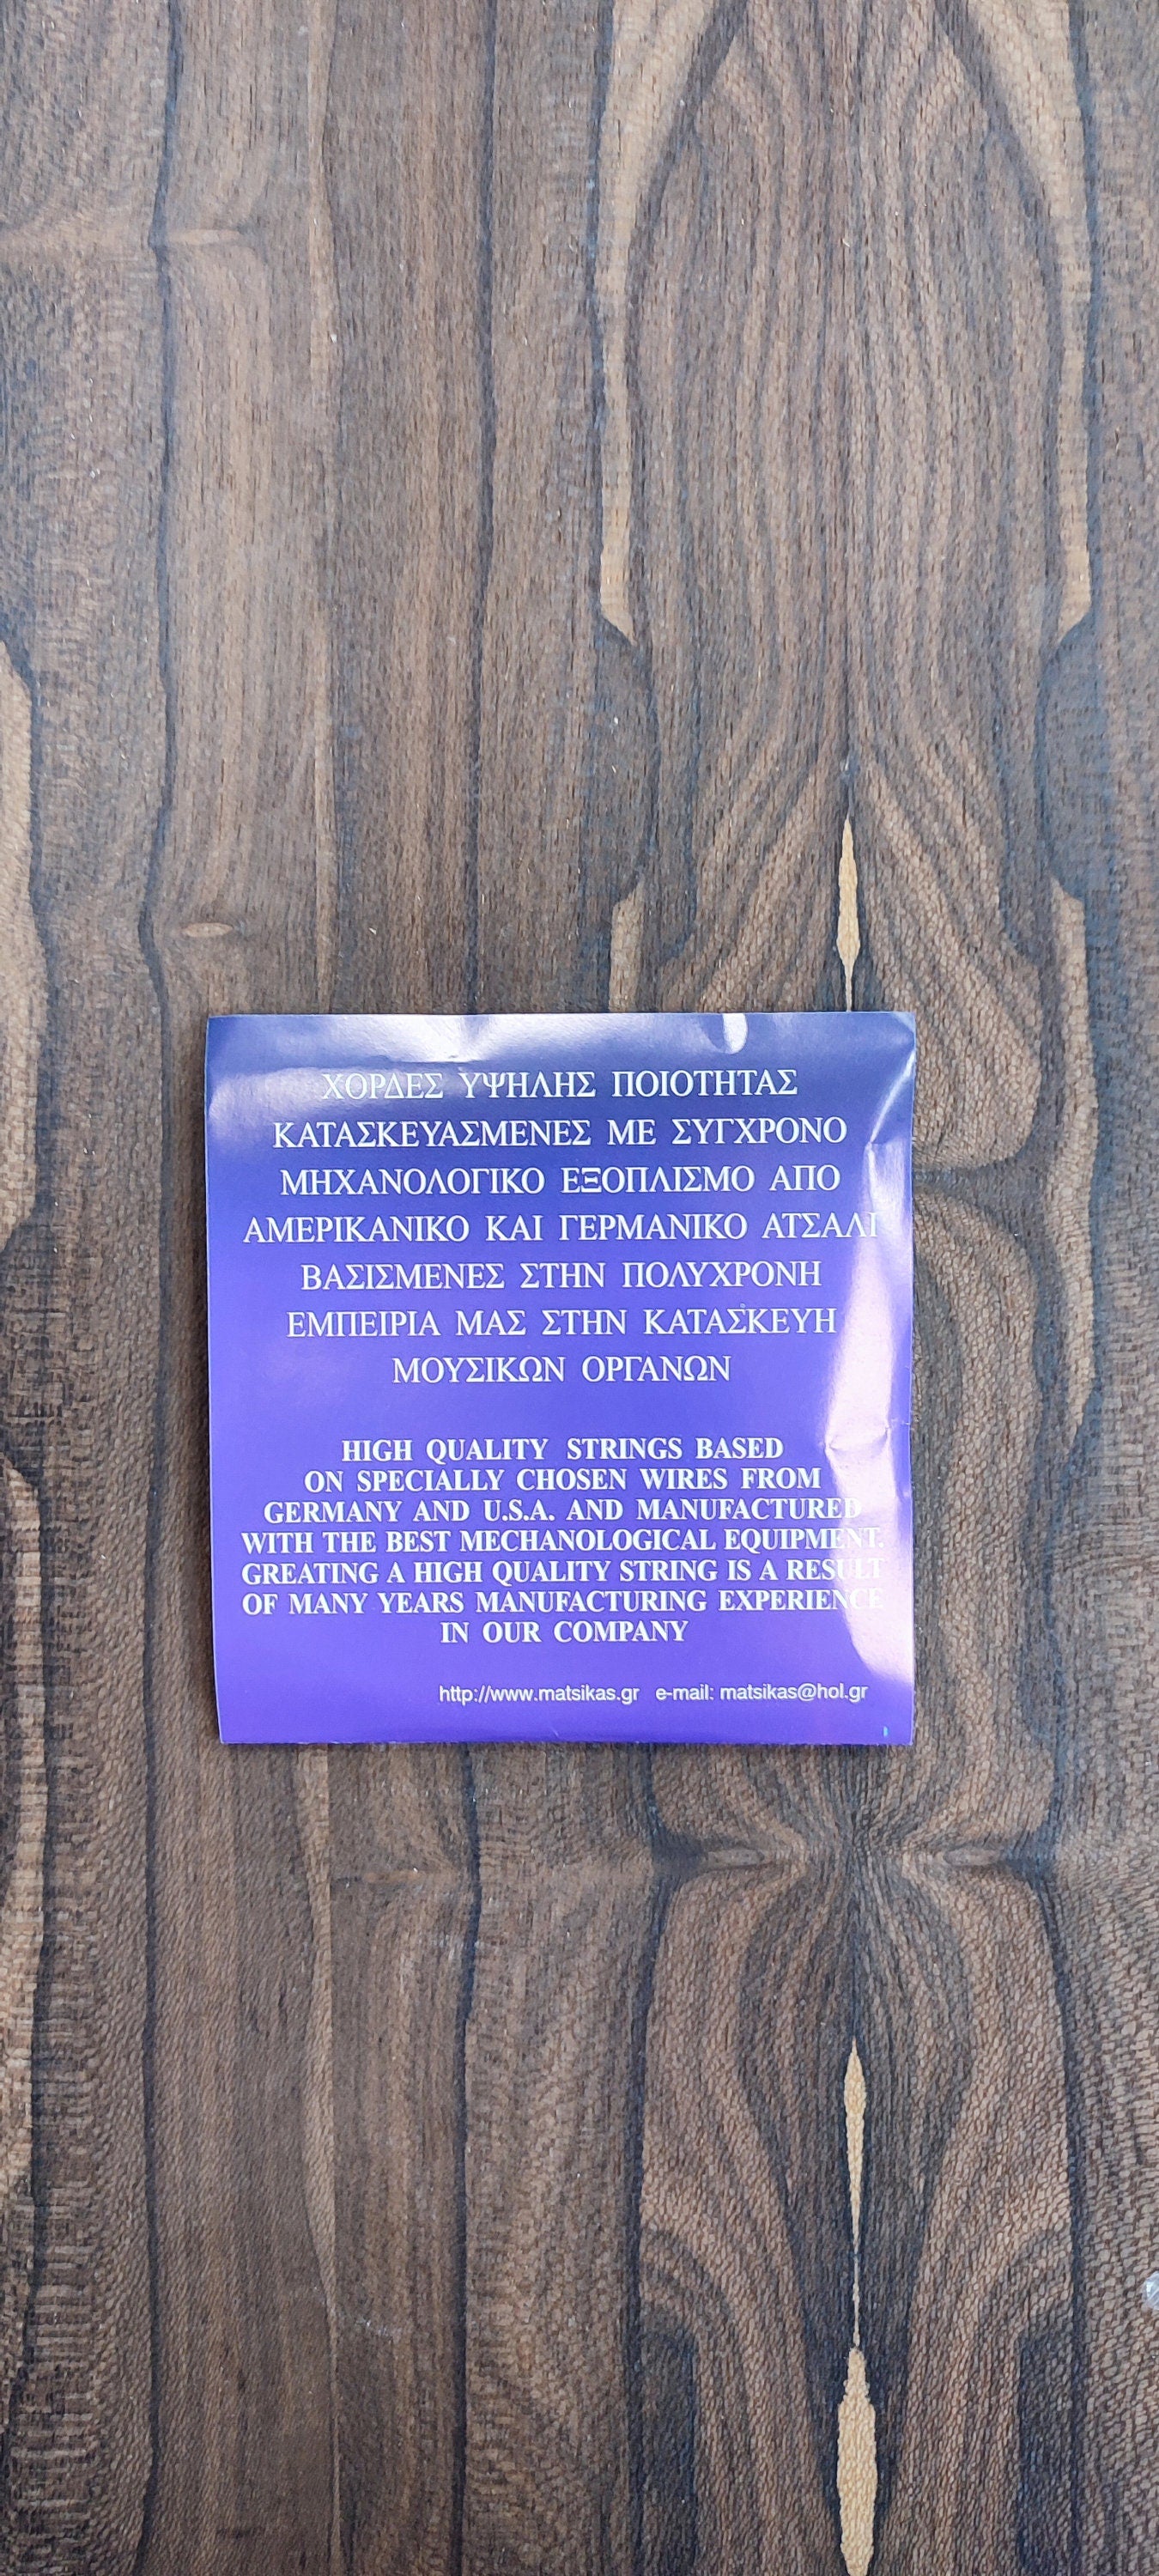 ΧΟΡΔΕΣ ΥΨΗΛΗΣ ΠΟΙΟΤΗΤΑΣ
ΚΑΤΑΣΚΕΥΑΣΜΕΝΕΣ ΜΕ ΣΥΓΧΡΟΝΟ
ΜΗΧΑΝΟΛΟΓΙΚΟ ΕΞΟΠΛΙΣΜΟ ΑΠΟ
ΑΜΕΡΙΚΑΝΙΚΟ ΚΑΙ ΓΕΡΜΑΝΙΚΟ ΑΤΣΑΛΙ
ΒΑΣΙΣΜΕΝΕΣ ΣΤΗΝ ΠΟΛΥΧΡΟΝΗ
ΕΜΠΕΙΡΙΑ ΜΑΣ ΣΤΗΝ ΚΑΤΑΣΚΕΥΗ
ΜΟΥΣΙΚΩΝ ΟΡΓΑΝΩΝ
HIGH QUALITY STRINGS BASED
ON SPECIALLY CHOSEN WIRES FROM
GERMANY AND U.S.A. AND MANUFACTURED
WITH THE BEST MECHANOLOGICAL EQUIPMENT.
GREATING A HIGH QUALITY STRING IS A RESULT
OF MANY YEARS MANUFACTURING EXPERIENCE
IN OUR COMPANY
http://www.matsikas.gr e-mail: matsikas@hol.gr